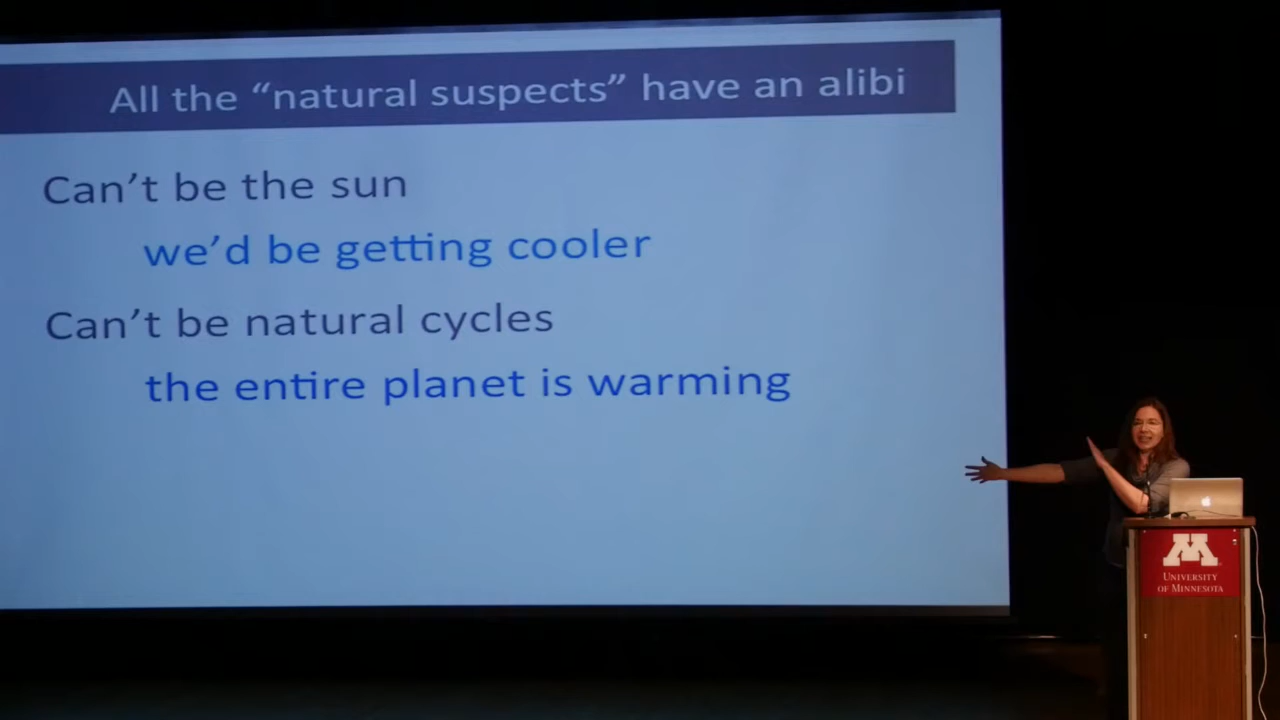 All the “natural suspects” have an alibi
Can’t be the sun
we’d be getting cooler
Can’t be natural cycles
the entire planet is warming
M
UNIVERSITY
OF MINNESOTA